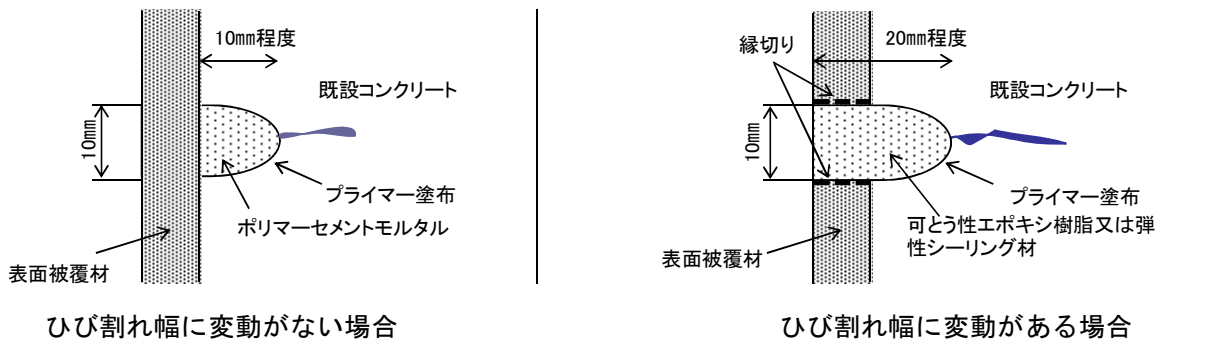 10㎜程度
既設コンクリート
10㎜
プライマー塗布
ポリマーセメントモルタル
表面被覆材
ひび割れ幅に変動がない場合
縁切り
20㎜程度
既設コンクリート
10㎜
プライマー塗布
可とう性エポキシ樹脂又は弾
性シーリング材
表面被覆材
ひび割れ幅に変動がある場合